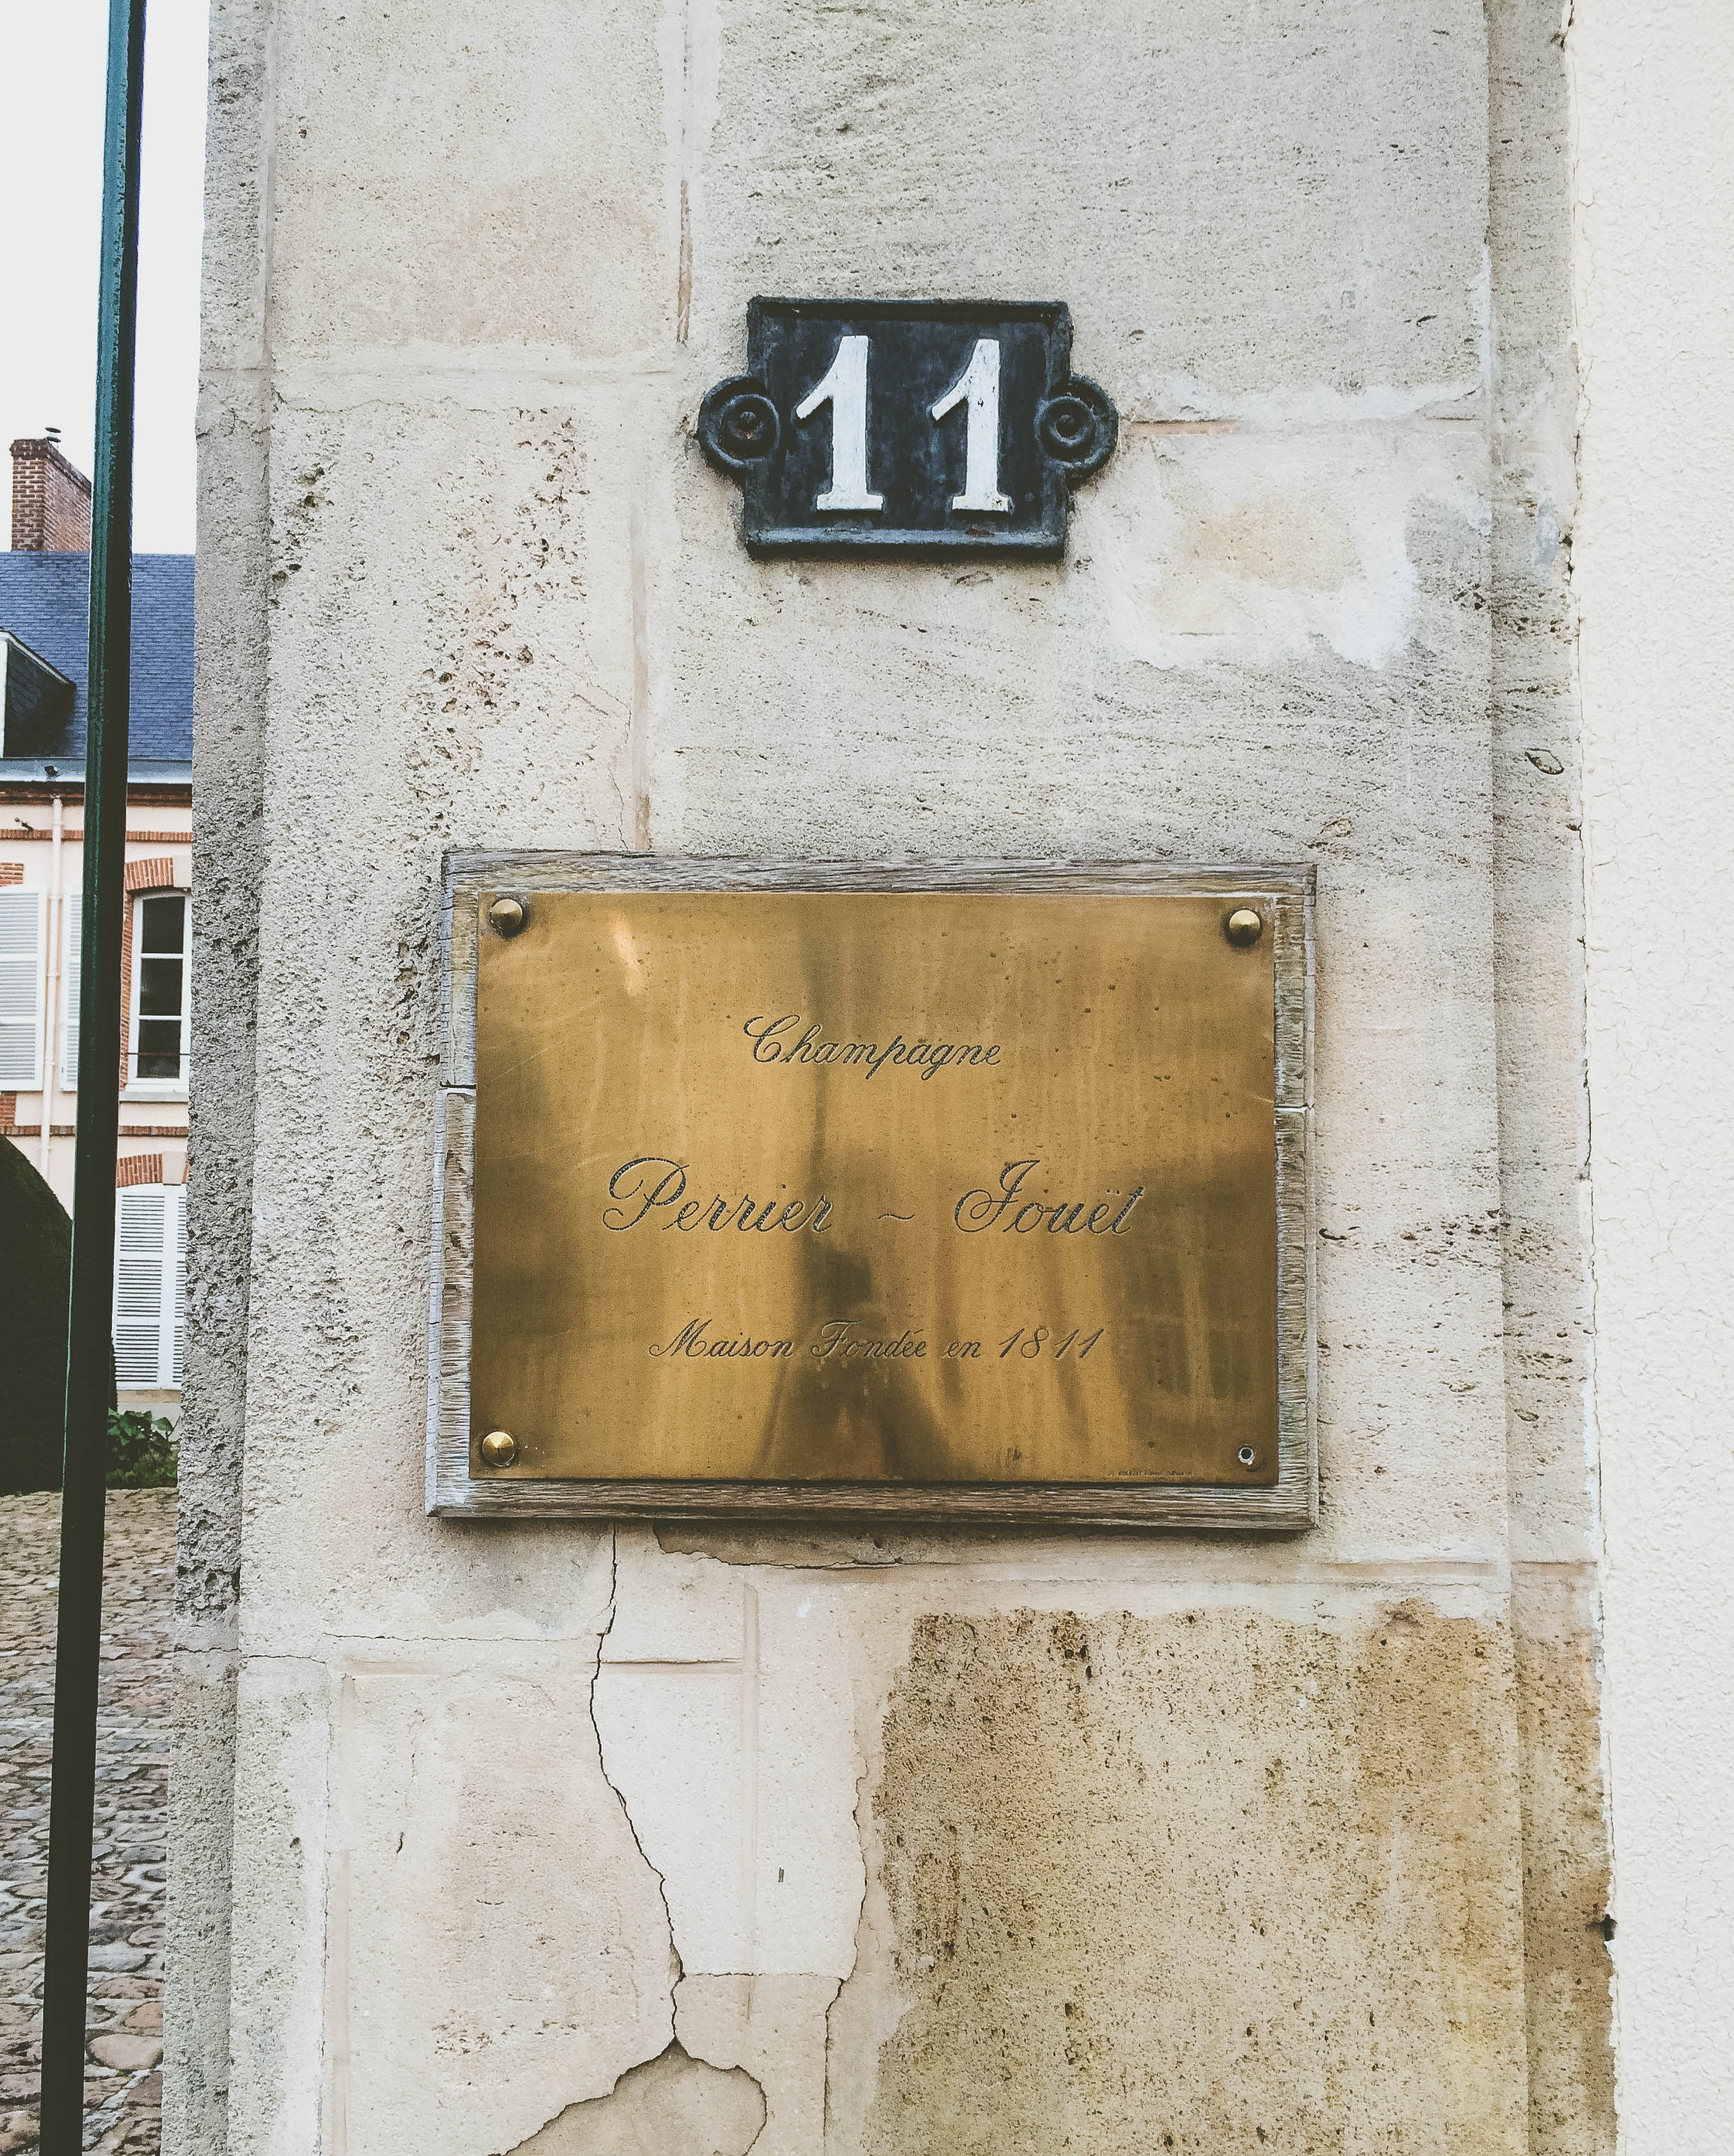 11
Champagne
Perrier ~ Jouët
Maison Fondée en 1811